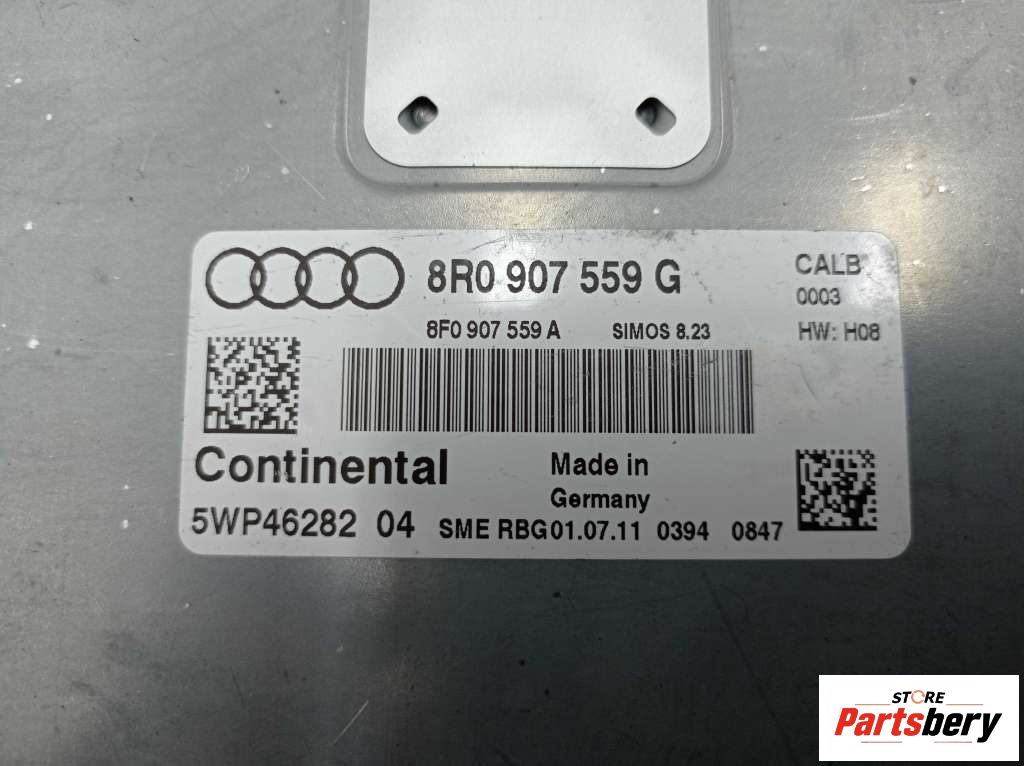 8R0 907 559 G
CALB
0003
8F0 907 559 A SIMOS 8.23 HW: H08
Continental
Made in
Germany
5WP46282 04 SME RBG01.07.11 0394 0847
STORE
Partsbery